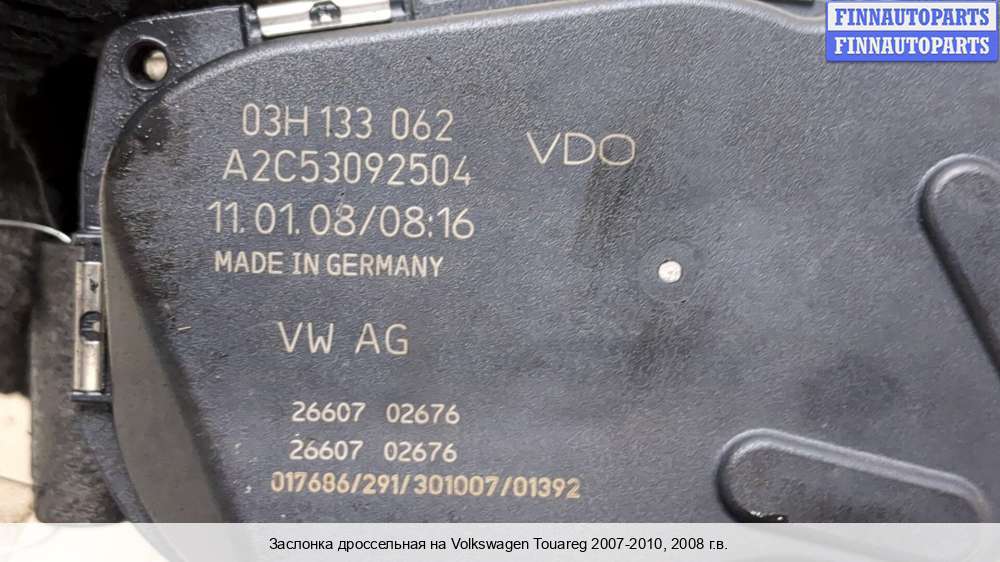 FINNAUTOPARTS
FINNAUTOPARTS
03H 133 062
A2C53092504
VDO
11.01.08/08:16
MADE IN GERMANY
VW AG
26607 02676
26607 02676
017686/291/301007/01392
Заслонка дроссельная на Volkswagen Touareg 2007-2010, 2008 г.в.